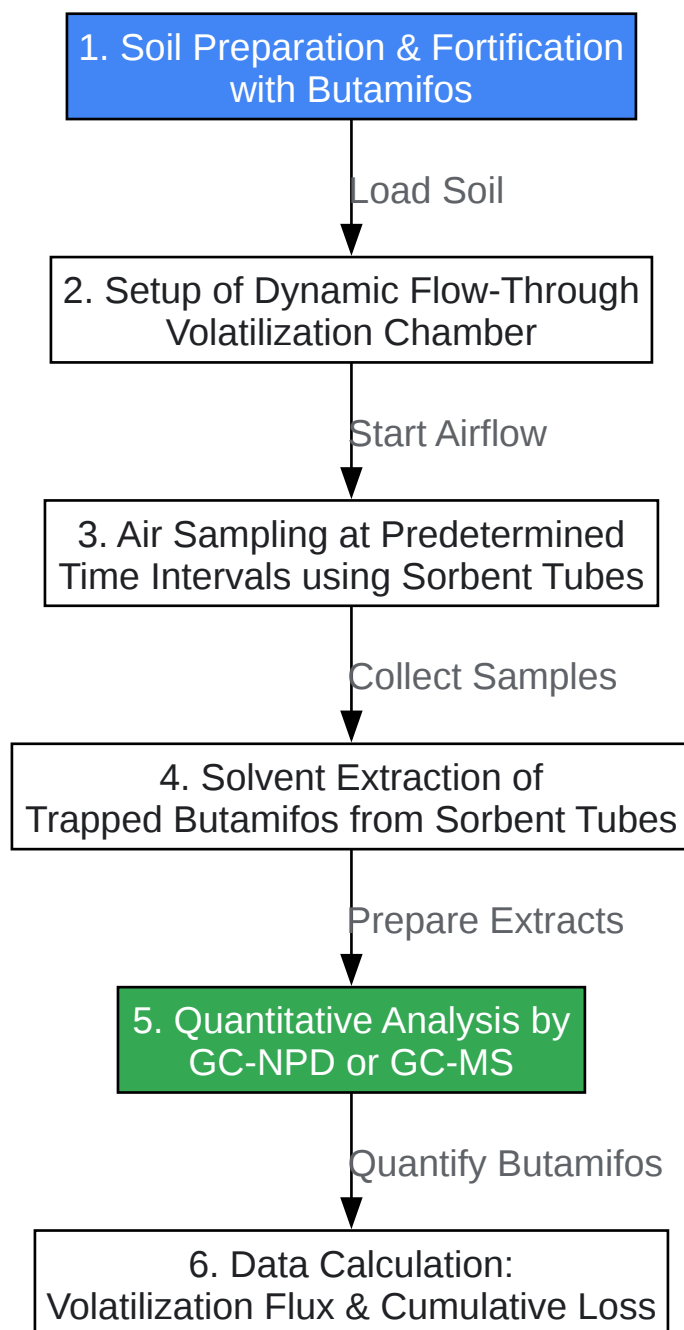 1. Soil Preparation & Fortification
with Butamifos
Load Soil
2. Setup of Dynamic Flow-Through
Volatilization Chamber
Start Airflow
3. Air Sampling at Predetermined
Time Intervals using Sorbent Tubes
Collect Samples
4. Solvent Extraction of
Trapped Butamifos from Sorbent Tubes
Prepare Extracts
5. Quantitative Analysis by
GC-NPD or GC-MS
Quantify Butamifos
6. Data Calculation:
Volatilization Flux & Cumulative Loss